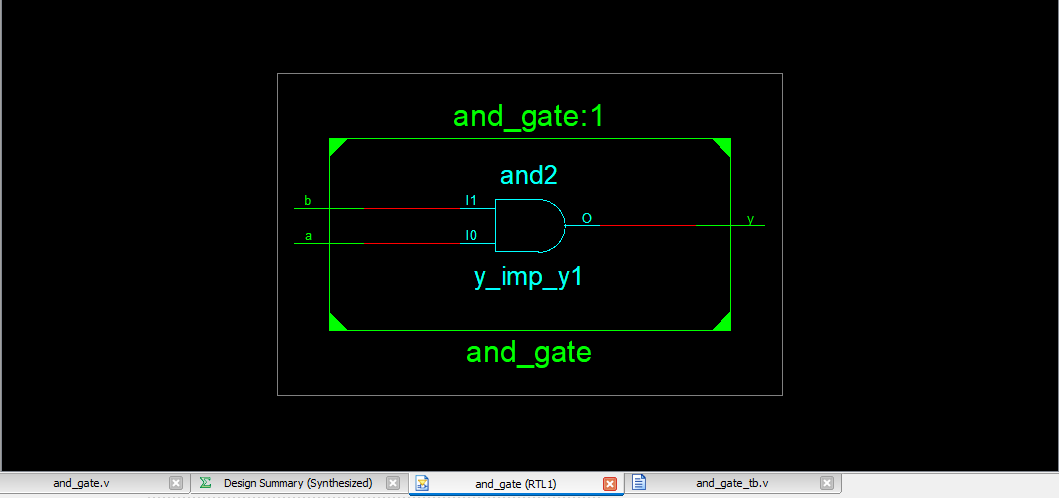 and_gate:1
and2
b
I1
O
y
a
I0
y_imp_y1
and_gate
and_gate.v
Design Summary (Synthesized)
and_gate (RTL1)
and_gate_tb.v